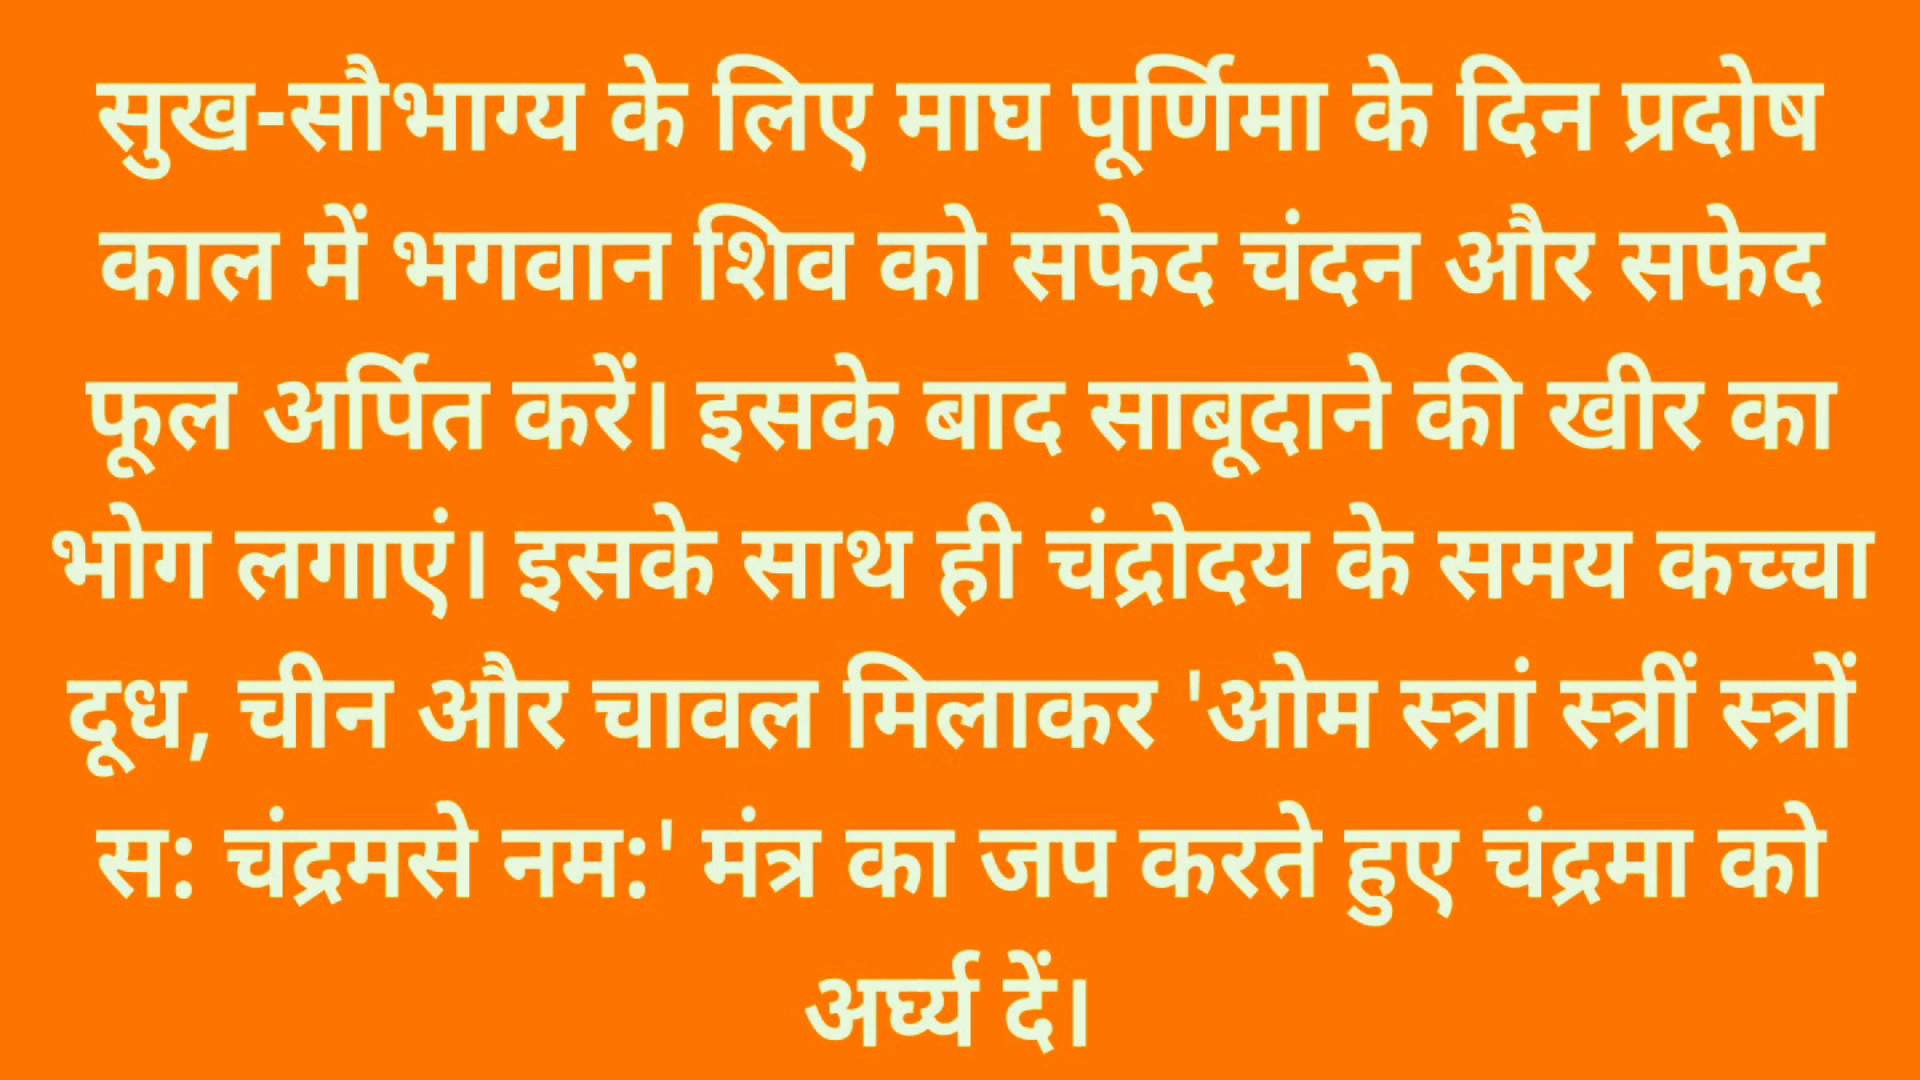 सुख-सौभाग्य के लिए माघ पूर्णिमा के दिन प्रदोष
काल में भगवान शिव को सफेद चंदन और सफेद
फूल अर्पित करें। इसके बाद साबूदाने की खीर का
भोग लगाएं। इसके साथ ही चंद्रोदय के समय कच्चा
दूध, चीन और चावल मिलाकर 'ओम स्त्रां स्त्रीं स्त्रों
स: चंद्रमसे नम:' मंत्र का जप करते हुए चंद्रमा को
अर्घ्य दें।